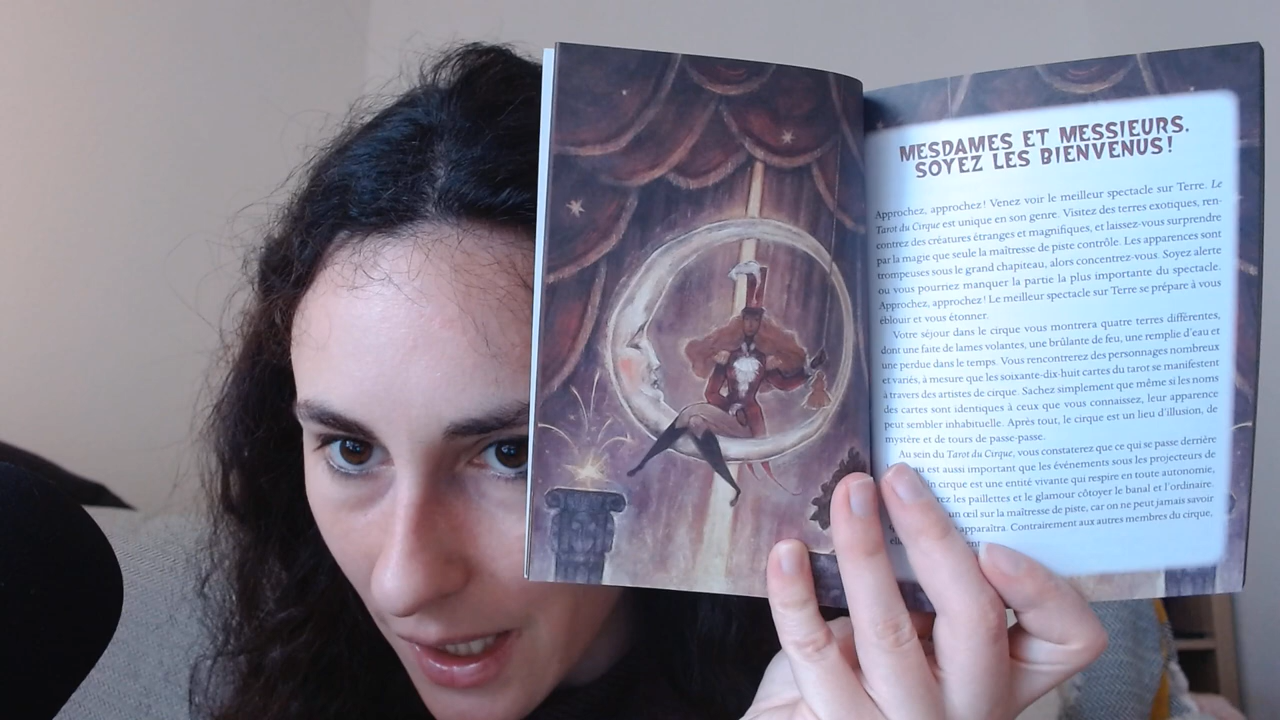 MESDAMES ET MESSIEURS,
SOYEZ LES BIENVENUS !
Approchez, approchez ! Venez voir le meilleur spectacle sur Terre. Le
Tarot du Cirque est unique en son genre. Visitez des terres exotiques, ren-
contrez des créatures étranges et magnifiques, et laissez-vous surprendre
par la magie que seule la maîtresse de piste contrôle. Les apparences sont
trompeuses sous le grand chapiteau, alors concentrez-vous. Soyez alerte
ou vous pourriez manquer la partie la plus importante du spectacle.
Approchez, approchez ! Le meilleur spectacle sur Terre se prépare à vous
éblouir et vous étonner.
Votre séjour dans le cirque vous montrera quatre terres différentes,
dont une faite de lames volantes, une brûlante de feu, une remplie d'eau et
une perdue dans le temps. Vous rencontrerez des personnages nombreux
et variés, à mesure que les soixante-dix-huit cartes du tarot se manifestent
à travers des artistes de cirque. Sachez simplement que même si les noms
des cartes sont identiques à ceux que vous connaissez, leur apparence
peut sembler inhabituelle. Après tout, le cirque est un lieu d'illusion, de
mystère et de tours de passe-passe.
Au sein du Tarot du Cirque, vous constaterez que ce qui se passe derrière
est aussi important que les événements sous les projecteurs de
cirque est une entité vivante qui respire en toute autonomie,
les paillettes et le glamour côtoyer le banal et l'ordinaire.
un œil sur la maîtresse de piste, car on ne peut jamais savoir
apparaîtra. Contrairement aux autres membres du cirque,